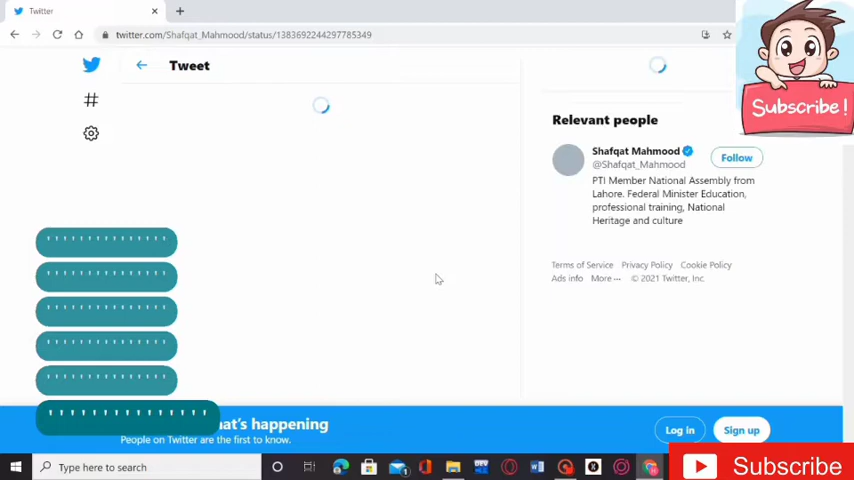 Twitter
twitter.com/Shafqat_Mahmood/status/1383692244297785349
Tweet
#
Subscribe!
Relevant people
Shafqat Mahmood
@Shafqat_Mahmood
Follow
PTI Member National Assembly from
Lahore. Federal Minister Education,
professional training, National
Heritage and culture
Terms of Service Privacy Policy Cookie Policy
Ads info More ··· © 2021 Twitter, Inc.
' ' ' ' ' ' ' ' ' ' ' ' ' ' '
' ' ' ' ' ' ' ' ' ' ' ' ' ' '
' ' ' ' ' ' ' ' ' ' ' ' ' ' '
' ' ' ' ' ' ' ' ' ' ' ' ' ' '
' ' ' ' ' ' ' ' ' ' ' ' ' ' '
' ' ' ' ' ' ' ' ' ' ' ' ' ' '
hat's happening
People on Twitter are the first to know.
Log in
Sign up
Type here to search
DEV
Subscribe